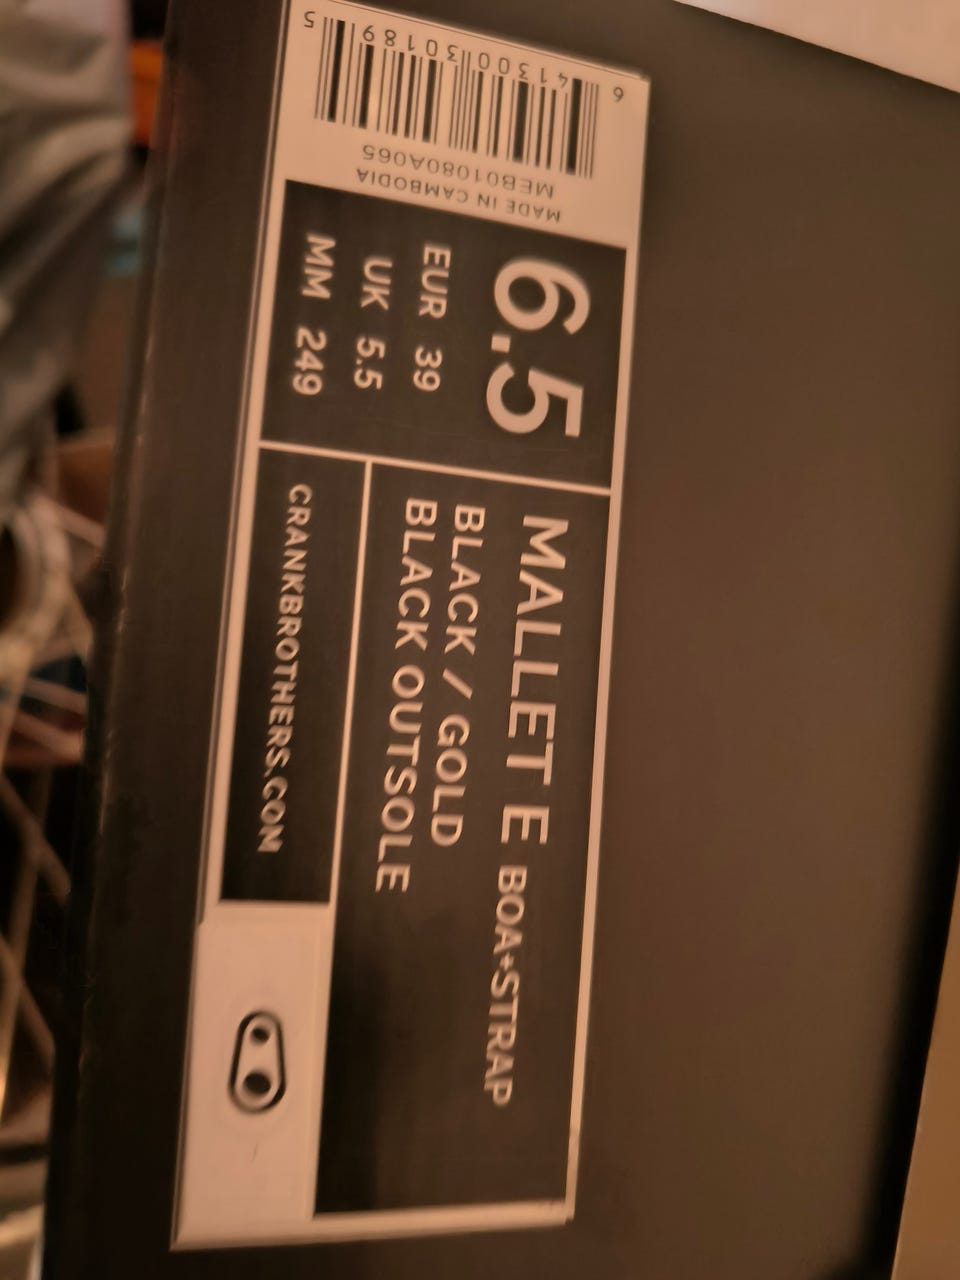 6.5
EUR 39
UK 5.5
MM 249
MALLET E BOA+STRAP
BLACK / GOLD
BLACK OUTSOLE
CRANKBROTHERS.COM
MADE IN CAMBODIA
MEB01080A065
6 41300 30189 5